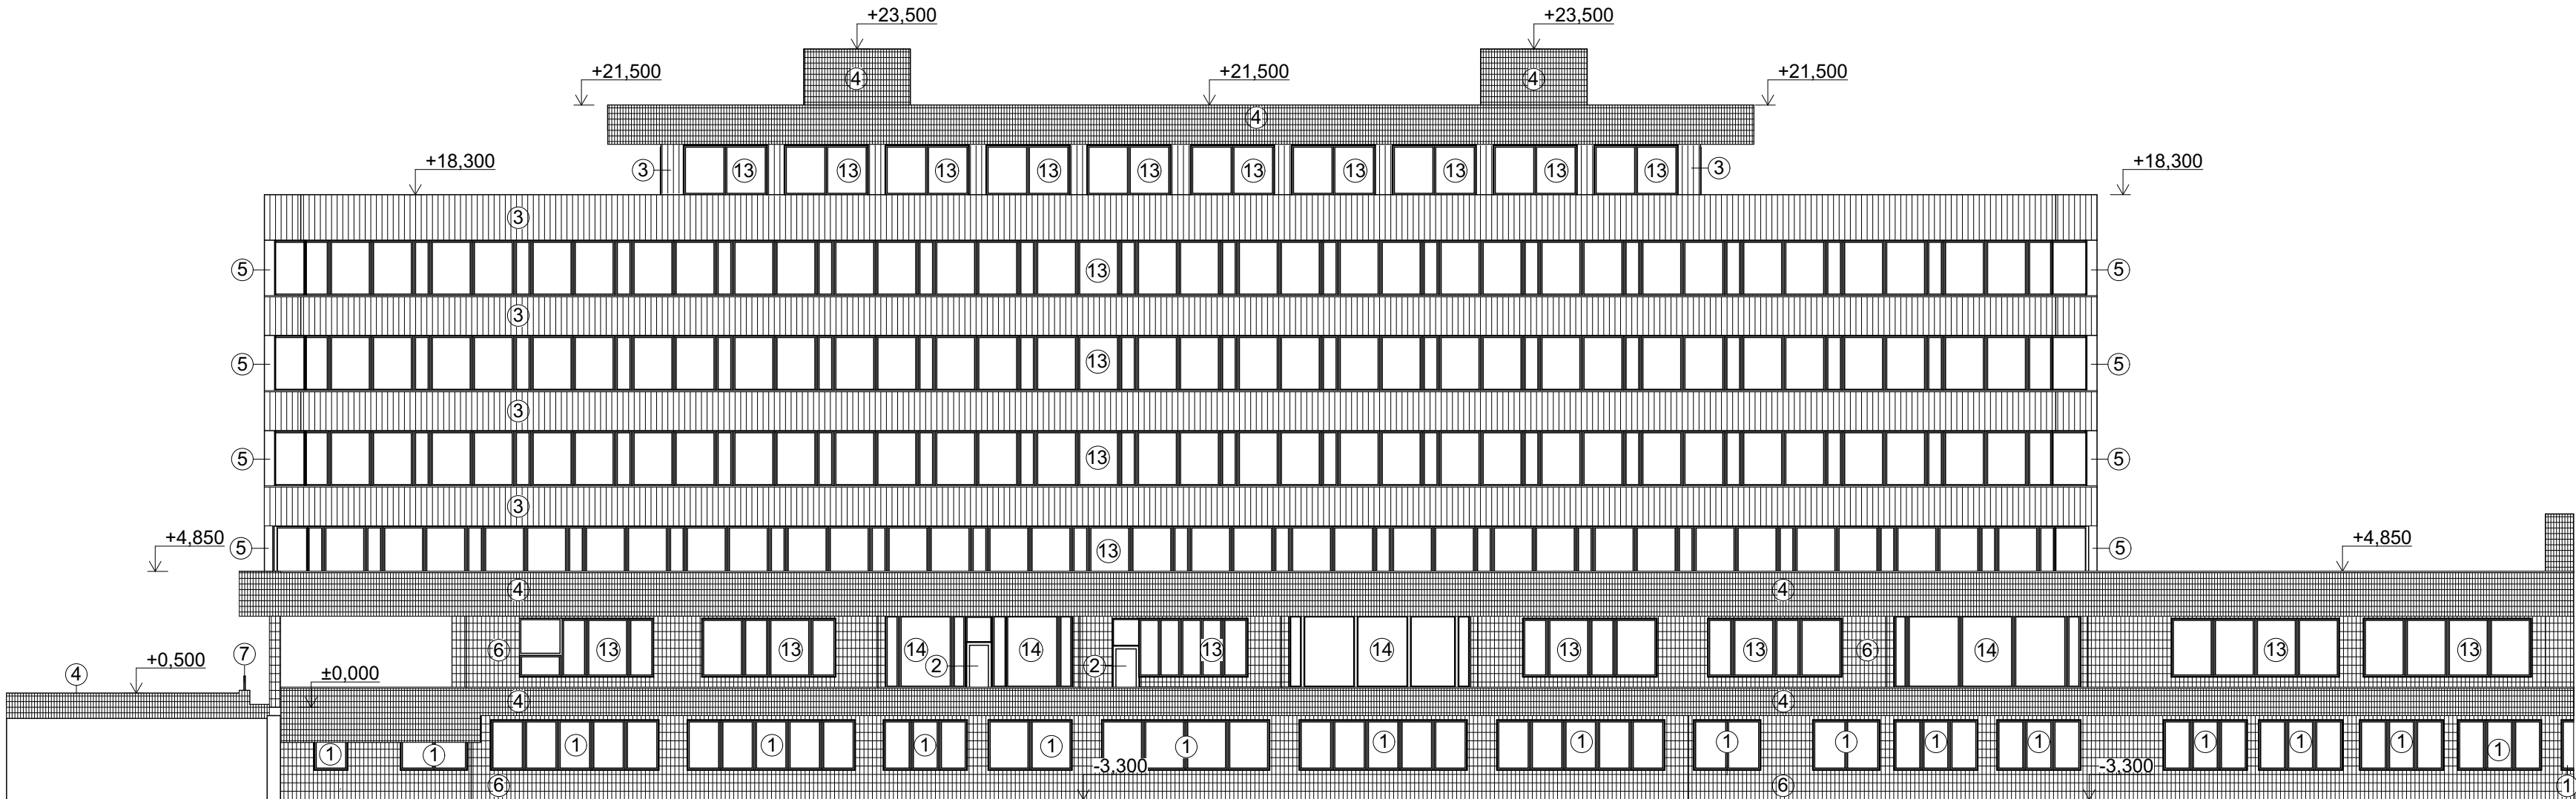 +23,500 +23,500
+21,500 4 +21,500 4 +21,500
4
+18,300 3 13 13 13 13 13 13 13 13 13 13 3 +18,300
3
5 13 5
3
5 13 5
3
5 13 5
3
+4,850 5 13 5 +4,850
4 4
+0,500 7 6 13 13 14 14 13 14 13 13 6 14 13 13
4 ±0,000 2 2
4 4
1 1 1 1 1 1 1 1 1 1 1 1 1 1 1 1 1
-3,300 -3,300
6 6 1